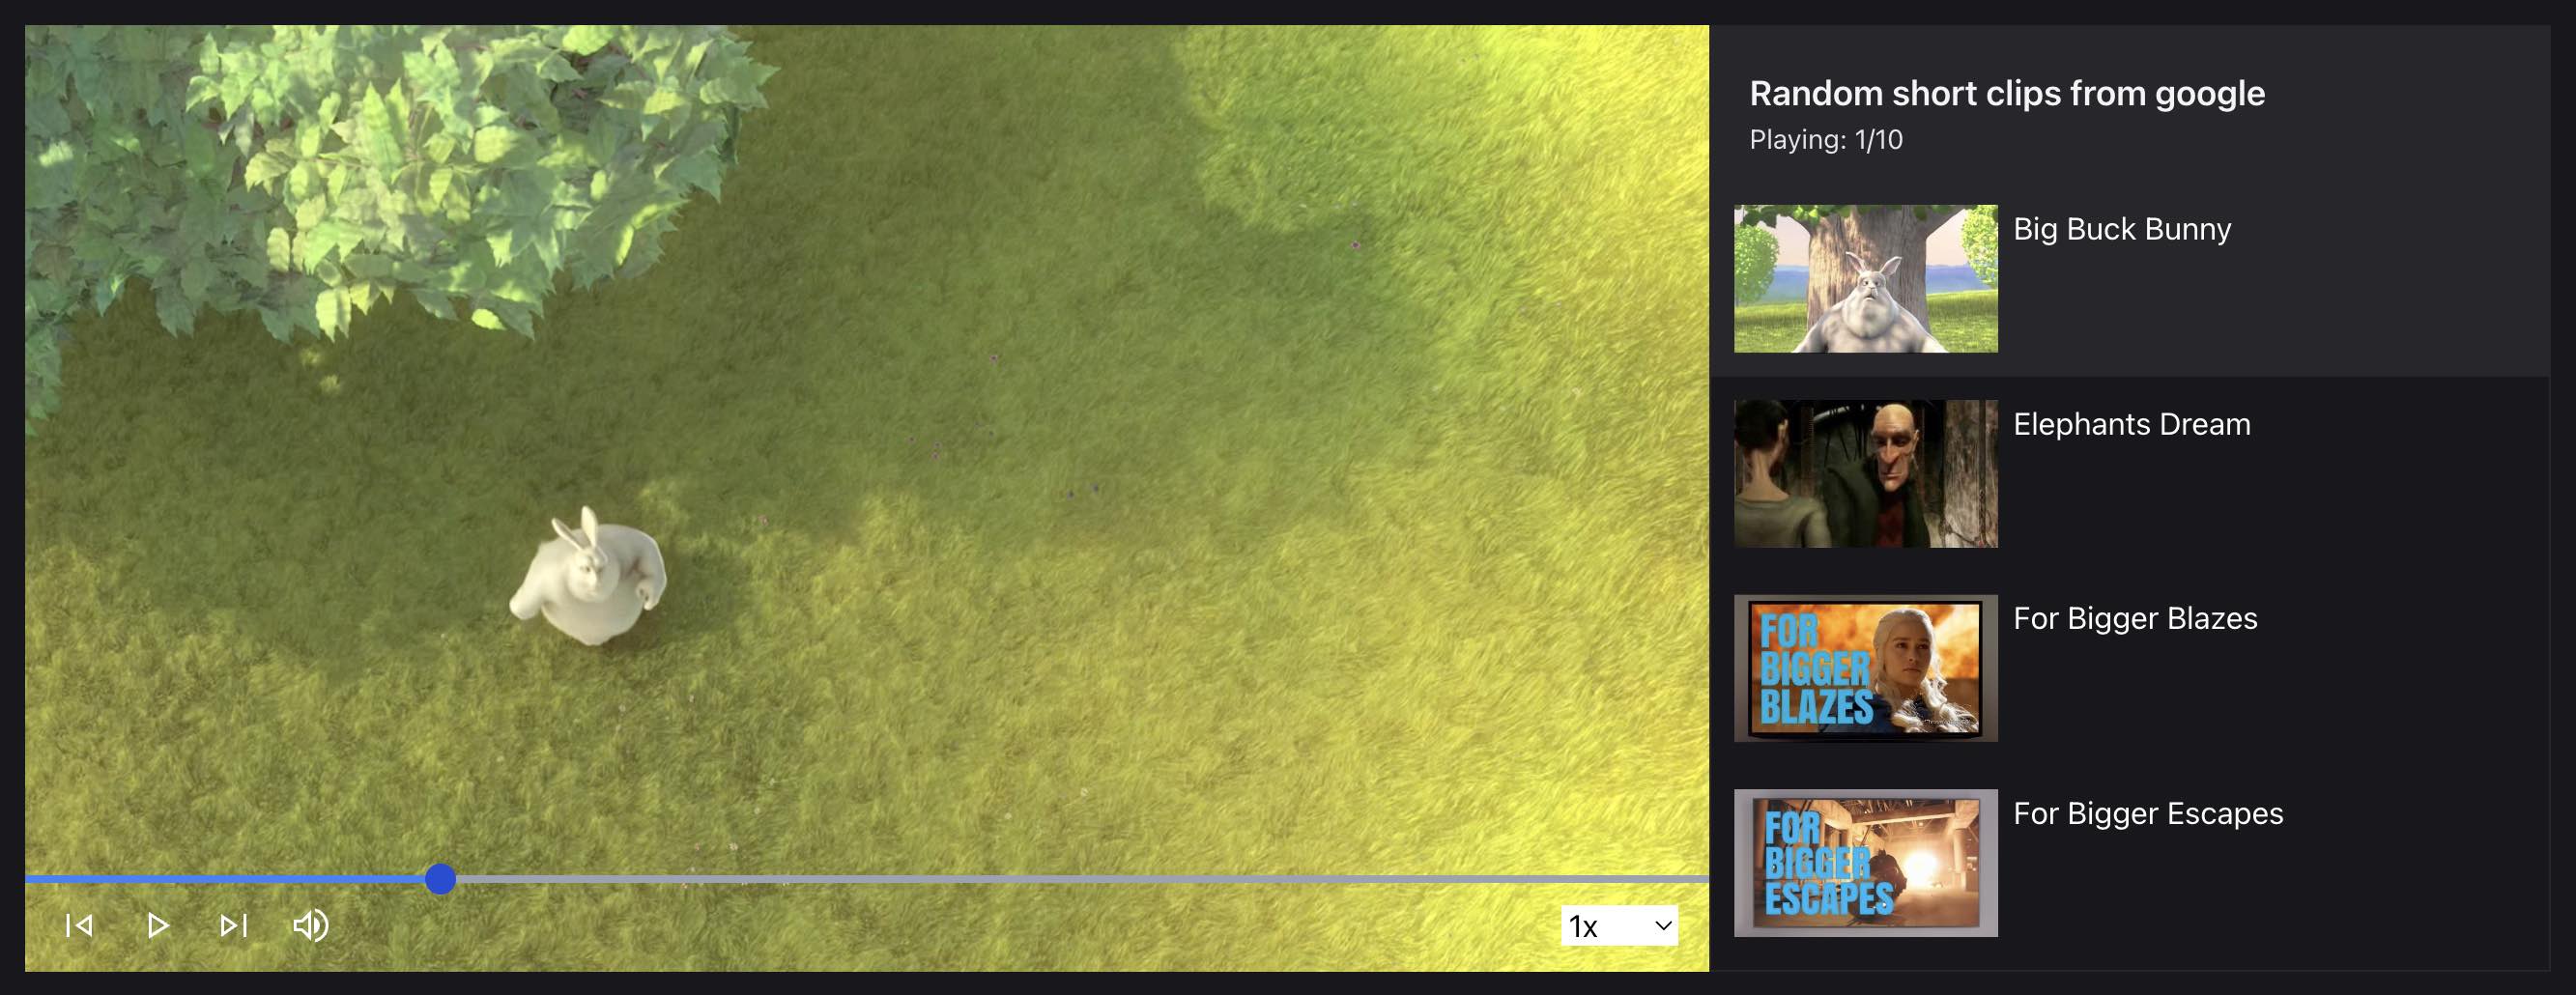 Random short clips from google
Playing: 1/10
Big Buck Bunny
Elephants Dream
FOR
BIGGER
BLAZES
For Bigger Blazes
FOR
BIGGER
ESCAPES
For Bigger Escapes
1x